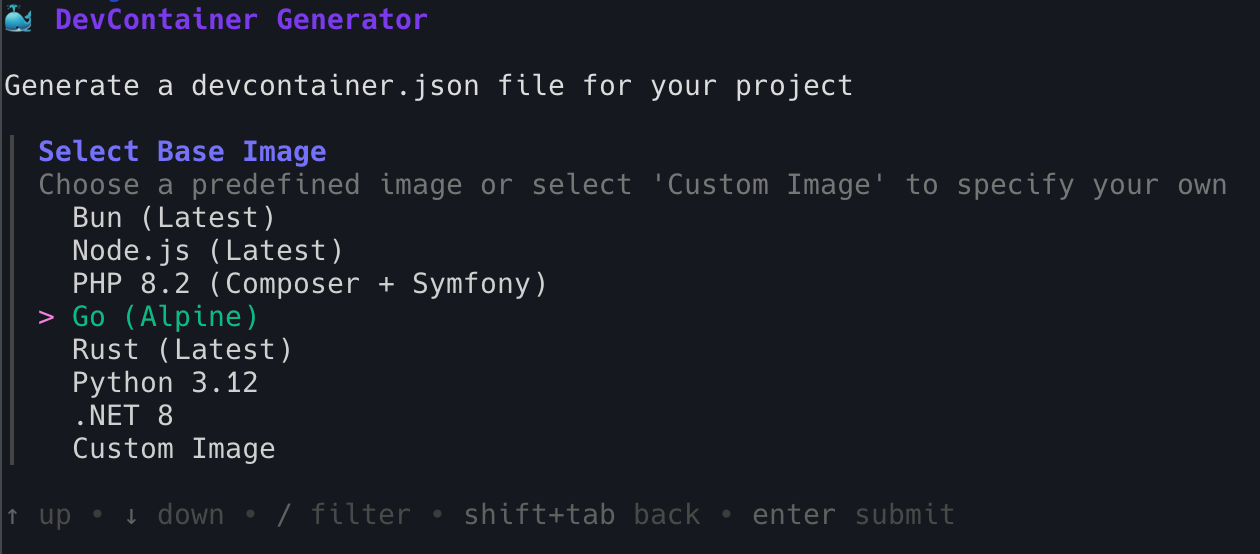 🐳 DevContainer Generator
Generate a devcontainer.json file for your project
Select Base Image
Choose a predefined image or select 'Custom Image' to specify your own
Bun (Latest)
Node.js (Latest)
PHP 8.2 (Composer + Symfony)
> Go (Alpine)
Rust (Latest)
Python 3.12
.NET 8
Custom Image
↑ up • ↓ down • / filter • shift+tab back • enter submit